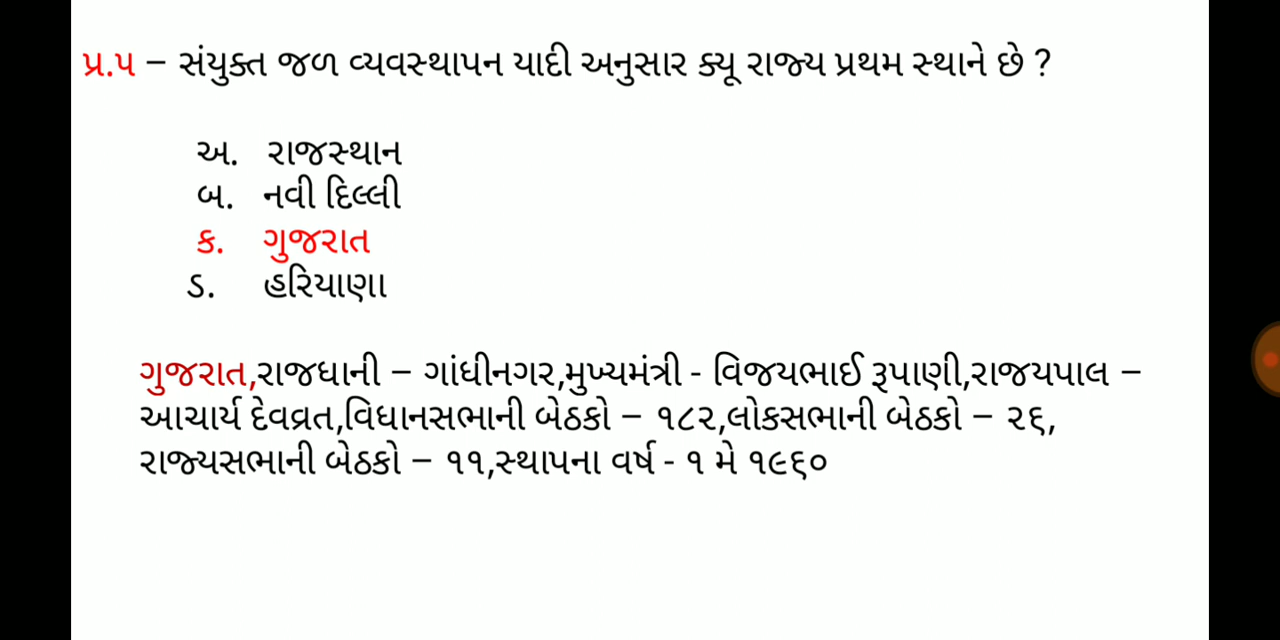 પ્ર.૫ – સંયુક્ત જળ વ્યવસ્થાપન યાદી અનુસાર ક્યૂ રાજ્ય પ્રથમ સ્થાને છે ?
અ. રાજસ્થાન
બ. નવી દિલ્લી
ક. ગુજરાત
ડ. હરિયાણા
ગુજરાત,રાજધાની – ગાંધીનગર,મુખ્યમંત્રી - વિજયભાઈ રૂપાણી,રાજયપાલ –
આચાર્ય દેવવ્રત,વિધાનસભાની બેઠકો – ૧૮૨,લોકસભાની બેઠકો – ૨૬,
રાજ્યસભાની બેઠકો – ૧૧,સ્થાપના વર્ષ - ૧ મે ૧૯૬૦